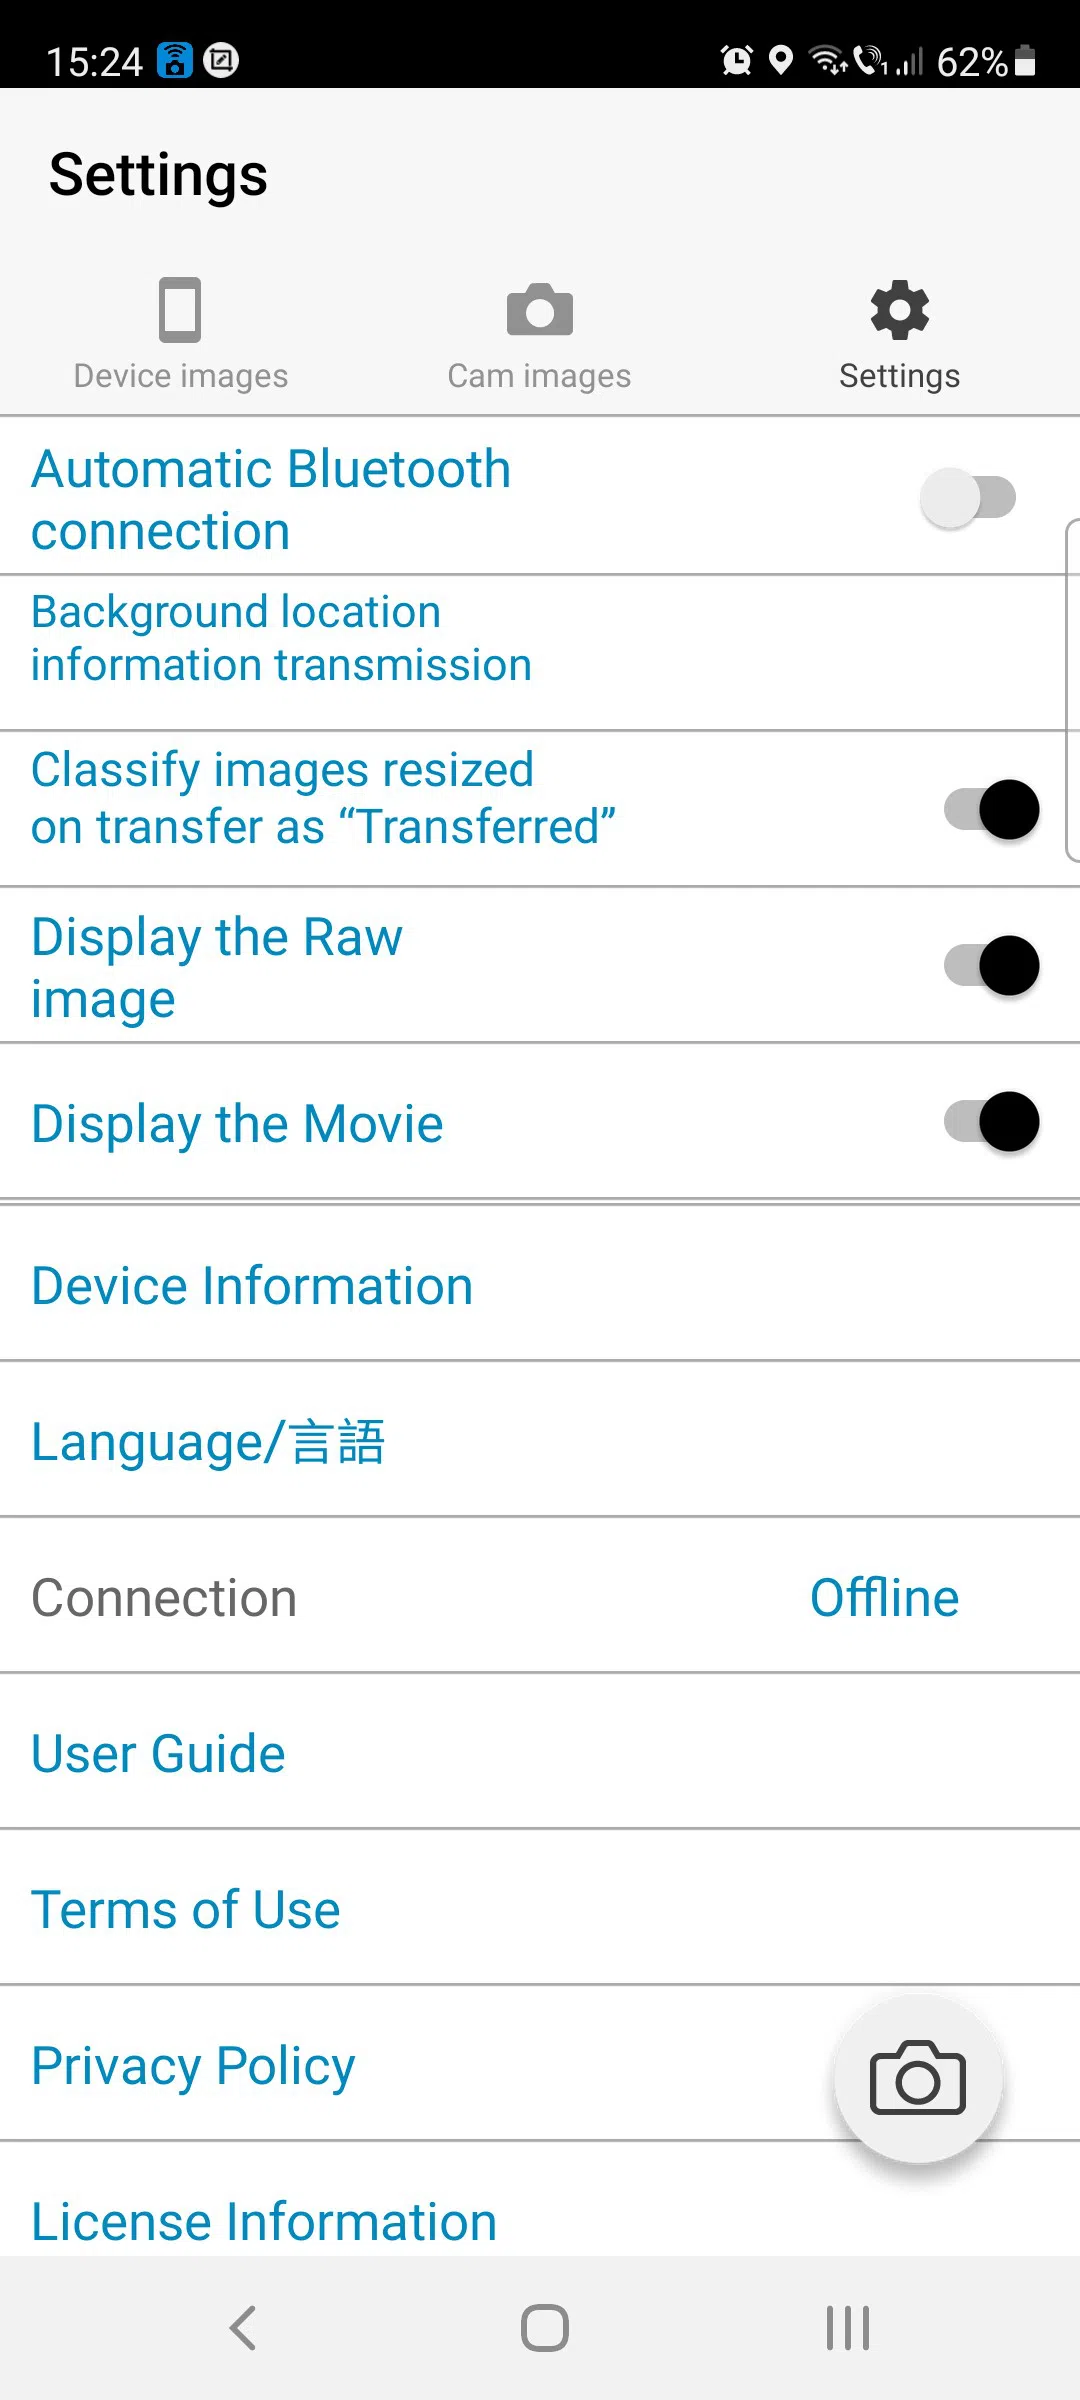 15:24
1
62%
Settings
Device images
Cam images
Settings
Automatic Bluetooth
connection
Background location
information transmission
Classify images resized
on transfer as “Transferred”
Display the Raw
image
Display the Movie
Device Information
Language/言語
Connection
Offline
User Guide
Terms of Use
Privacy Policy
License Information